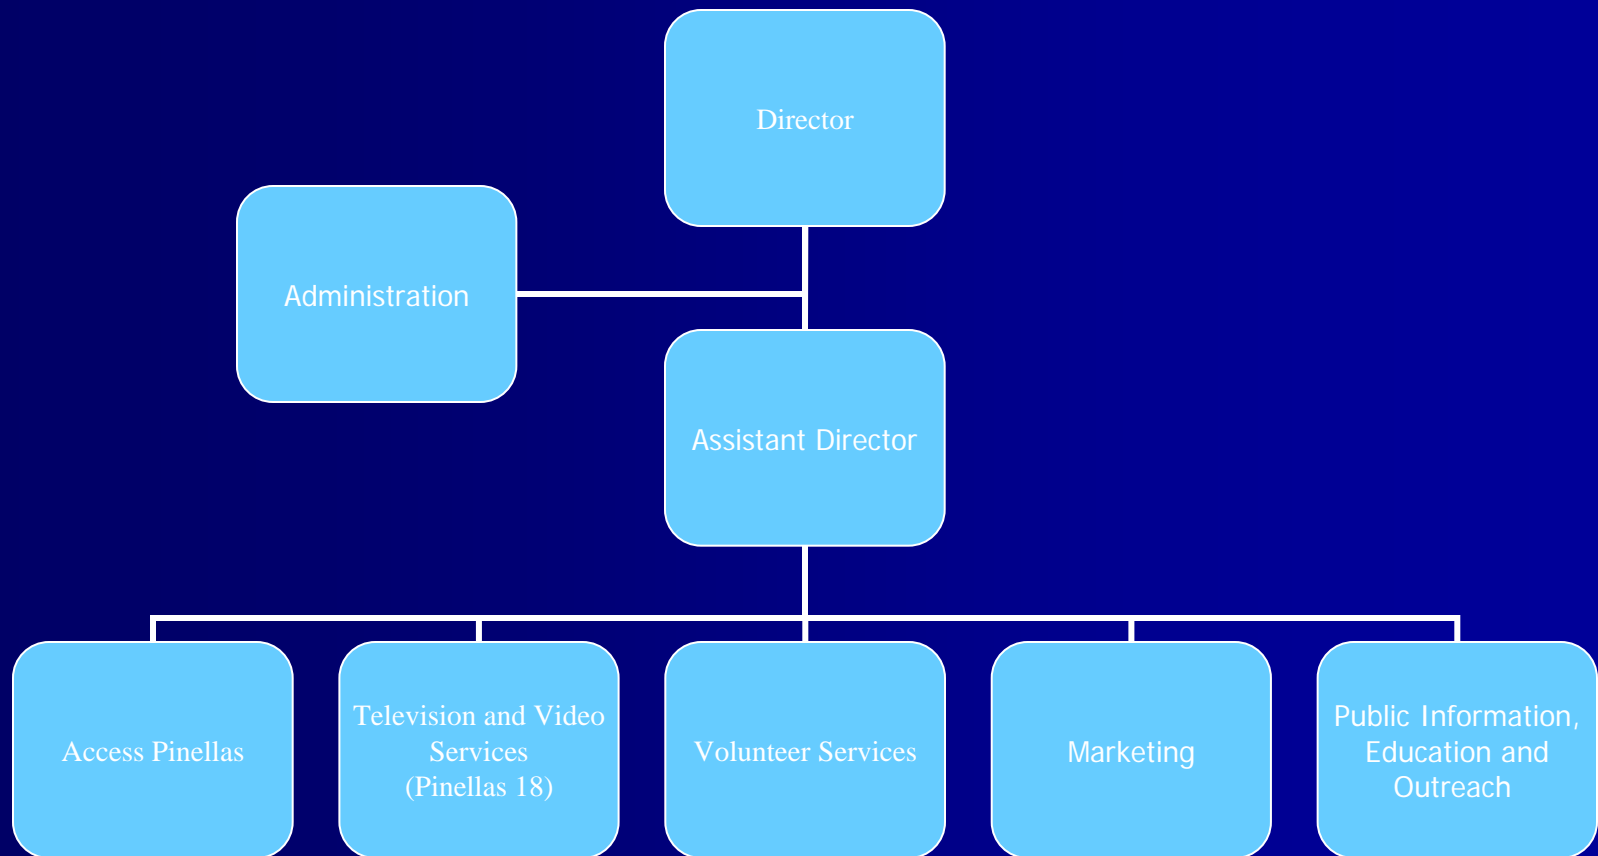 Director
Administration
Assistant Director
Access Pinellas
Television and Video
Services
(Pinellas 18)
Volunteer Services
Marketing
Public Information,
Education and
Outreach